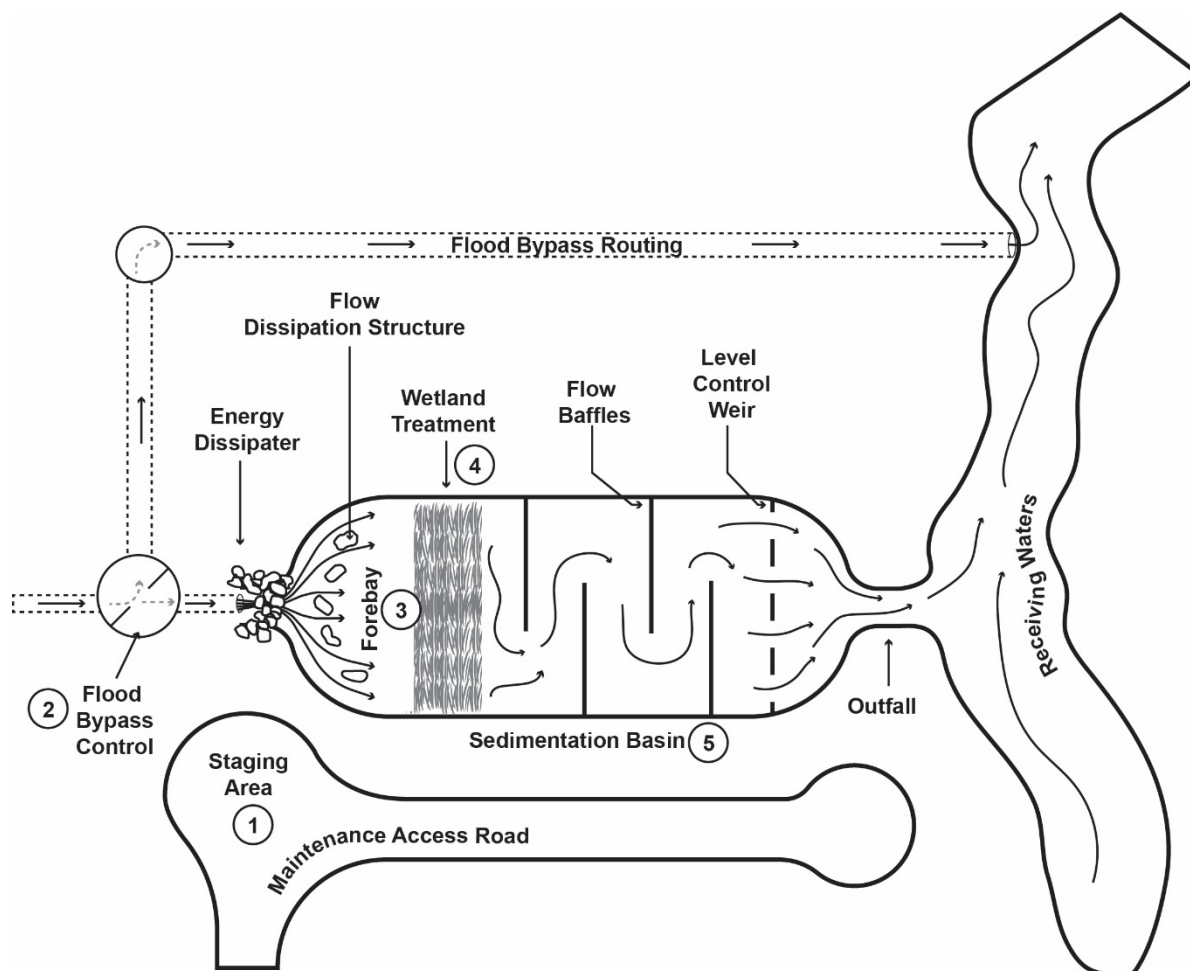 Flood Bypass Routing
Flow
Dissipation Structure
Level
Control
Weir
Flow
Baffles
Wetland
Treatment
4
Energy
Dissipater
Forebay
3
Receiving Waters
2
Flood
Bypass
Control
Outfall
Sedimentation Basin
5
Staging
Area
1
Maintenance Access Road